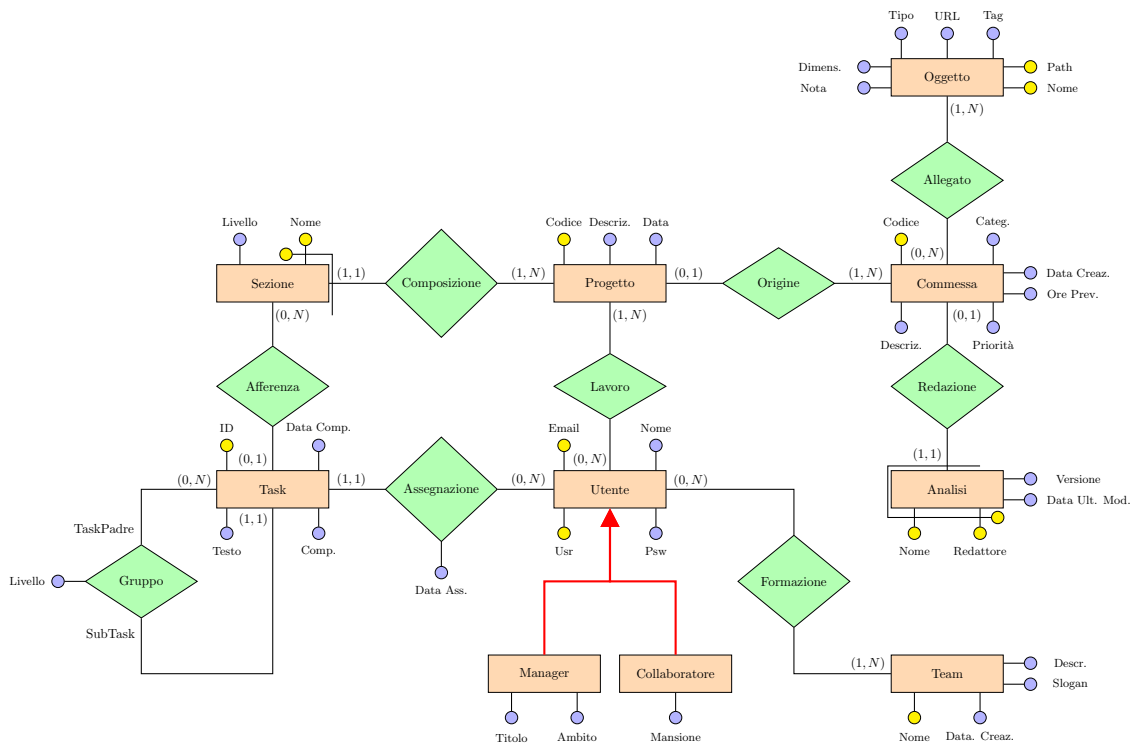 Tipo URL Tag
Dimens. Oggetto Path
Nota Nome
(1, N)
Allegato
Livello Nome Codice Descriz. Data Codice Categ.
(0, N)
(1, 1) (1, N) (0, 1) (1, N) Data Creaz.
Sezione Composizione Progetto Origine Commessa
Ore Prev.
(0, N) (1, N) (0, 1)
Descriz. Priorità
Afferenza Lavoro Redazione
ID Data Comp. Email Nome
(0, 1) (0, N) (1, 1)
(0, N) (1, 1) (0, N) (0, N) Versione
Task Assegnazione Utente Analisi
Data Ult. Mod.
(1, 1)
TaskPadre
Testo Comp. Usr Psw Nome Redattore
Livello Gruppo Formazione
Data Ass.
SubTask
(1, N) Descr.
Manager Collaboratore Team
Slogan
Titolo Ambito Mansione Nome Data. Creaz.